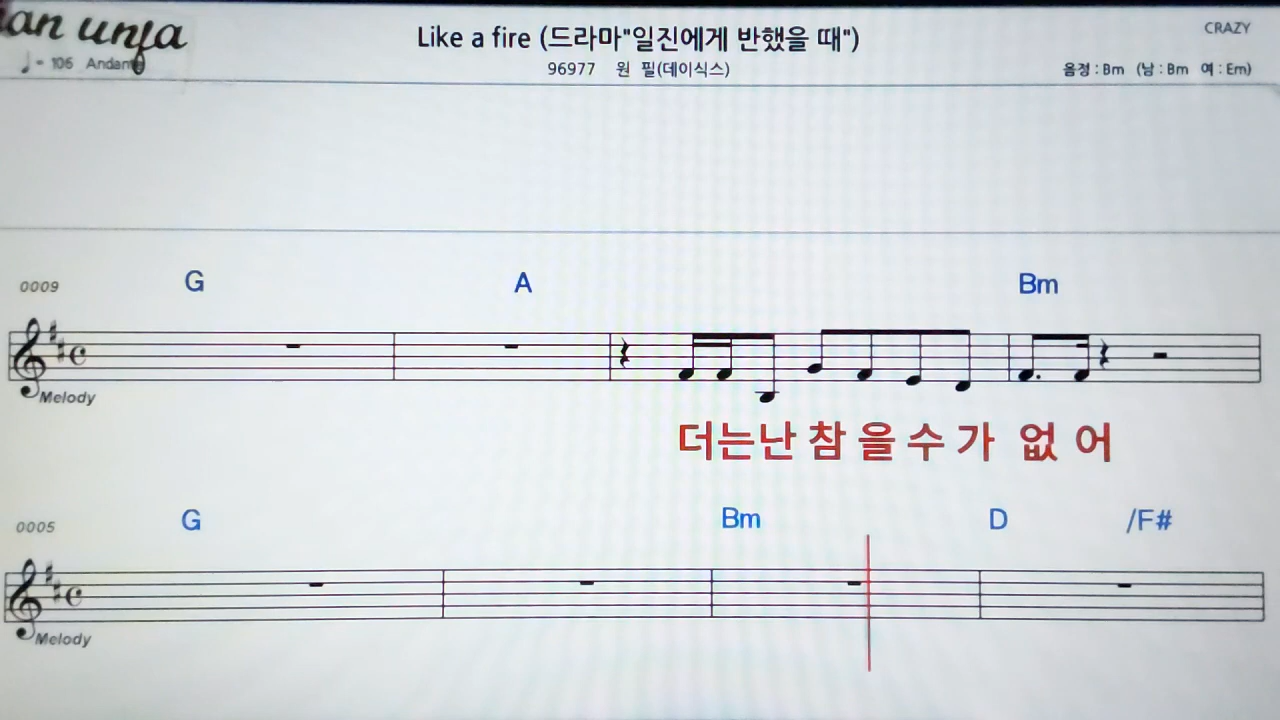 Like a fire (드라마"일진에게 반했을 때")
CRAZY
♩= 106 Andante
96977 원 필(데이식스)
음정 : Bm (남 : Bm 여 : Em)
0009 G A Bm
Melody
더는난 참 을 수 가 없 어
0005 G Bm D /F#
Melody